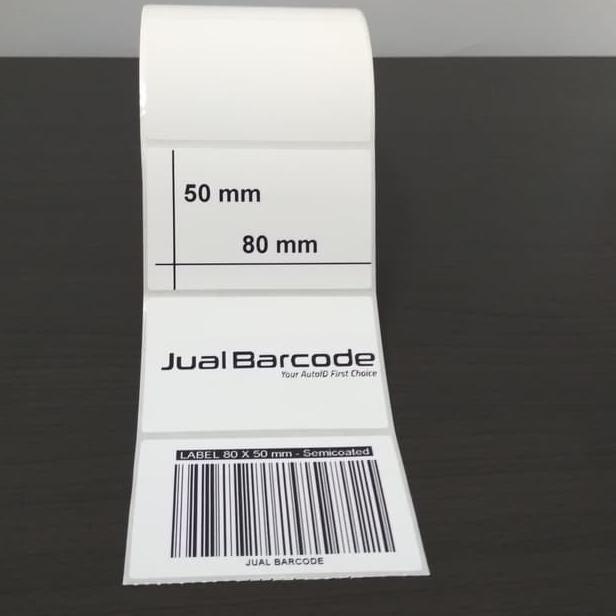 50 mm
80 mm
Jual Barcode
Your AutoID First Choice
LABEL 80 X 50 mm - Semicoated
JUAL BARCODE